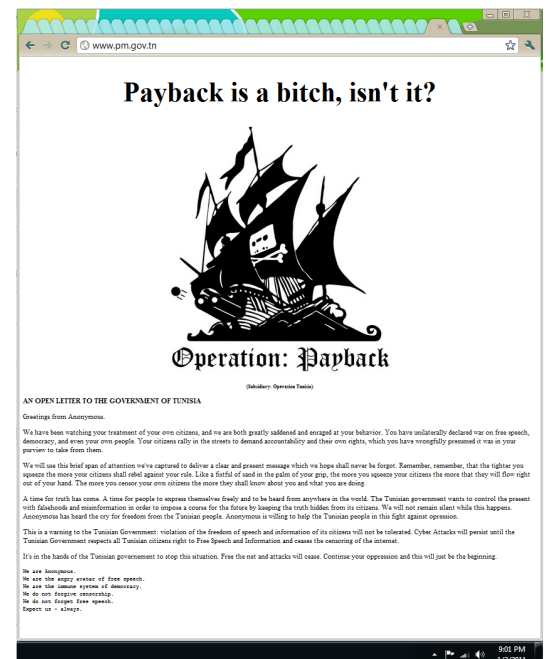 www.pm.gov.tn
Payback is a bitch, isn't it?
Operation: Payback
(Subsidiary: Operation Tunisia)
AN OPEN LETTER TO THE GOVERNMENT OF TUNISIA
Greetings from Anonymous.
We have been watching your treatment of your own citizens, and we are both greatly saddened and enraged at your behavior. You have unilaterally declared war on free speech,
democracy, and even your own people. Your citizens rally in the streets to demand accountability and their own rights, which you have wrongfully presumed it was in your
purview to take from them.
We will use this brief span of attention we've captured to deliver a clear and present message which we hope shall never be forgot. Remember, remember, that the tighter you
squeeze the more your citizens shall rebel against your rule. Like a fistful of sand in the palm of your grip, the more you squeeze your citizens the more that they will flow right
out of your hand. The more you censor your own citizens the more they shall know about you and what you are doing.
A time for truth has come. A time for people to express themselves freely and to be heard from anywhere in the world. The Tunisian government wants to control the present
with falsehoods and misinformation in order to impose a course for the future by keeping the truth hidden from its citizens. We will not remain silent while this happens.
Anonymous has heard the cry for freedom from the Tunisian people. Anonymous is willing to help the Tunisian people in this fight against opression.
This is a warning to the Tunisian Government: violation of the freedom of speech and information of its citizens will not be tolerated. Cyber Attacks will persist until the
Tunisian Government respects all Tunisian citizens right to Free Speech and Information and ceases the censoring of the internet.
It's in the hands of the Tunisian governement to stop this situation. Free the net and attacks will cease. Continue your oppression and this will just be the beginning.
We are Anonymous.
We are the angry avatar of free speech.
We are the immune system of democracy.
We do not forgive censorship.
We do not forget free speech.
Expect us - always.
9:01 PM
1/2/2011